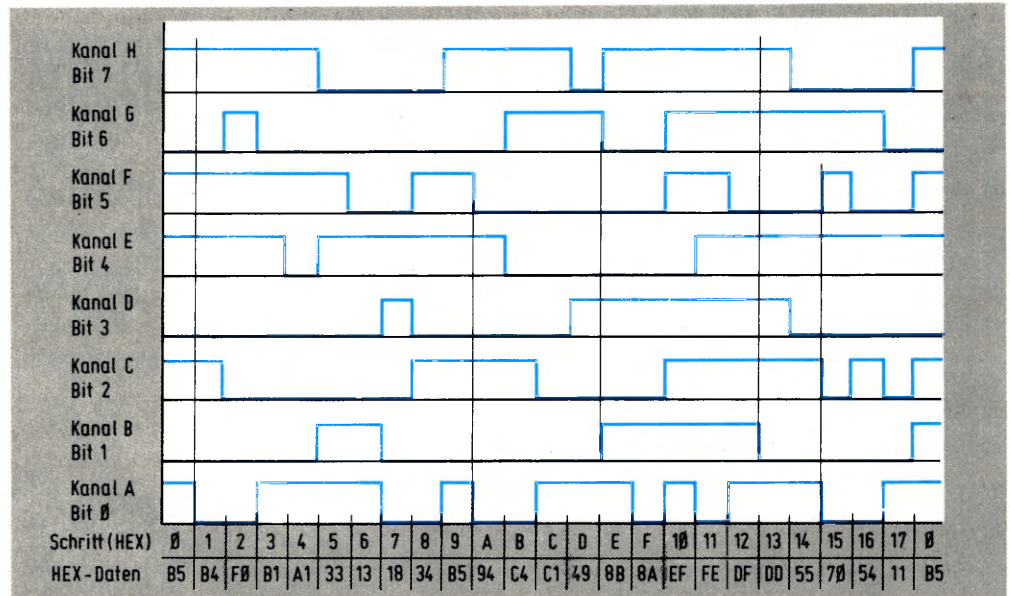 Kanal H
Bit 7
Kanal G
Bit 6
Kanal F
Bit 5
Kanal E
Bit 4
Kanal D
Bit 3
Kanal C
Bit 2
Kanal B
Bit 1
Kanal A
Bit Ø
Schritt (HEX) Ø 1 2 3 4 5 6 7 8 9 A B C D E F 1Ø 11 12 13 14 15 16 17 Ø
HEX-Daten B5 B4 FØ B1 A1 33 13 18 34 B5 94 C4 C1 49 8B 8A EF FE DF DD 55 7Ø 54 11 B5